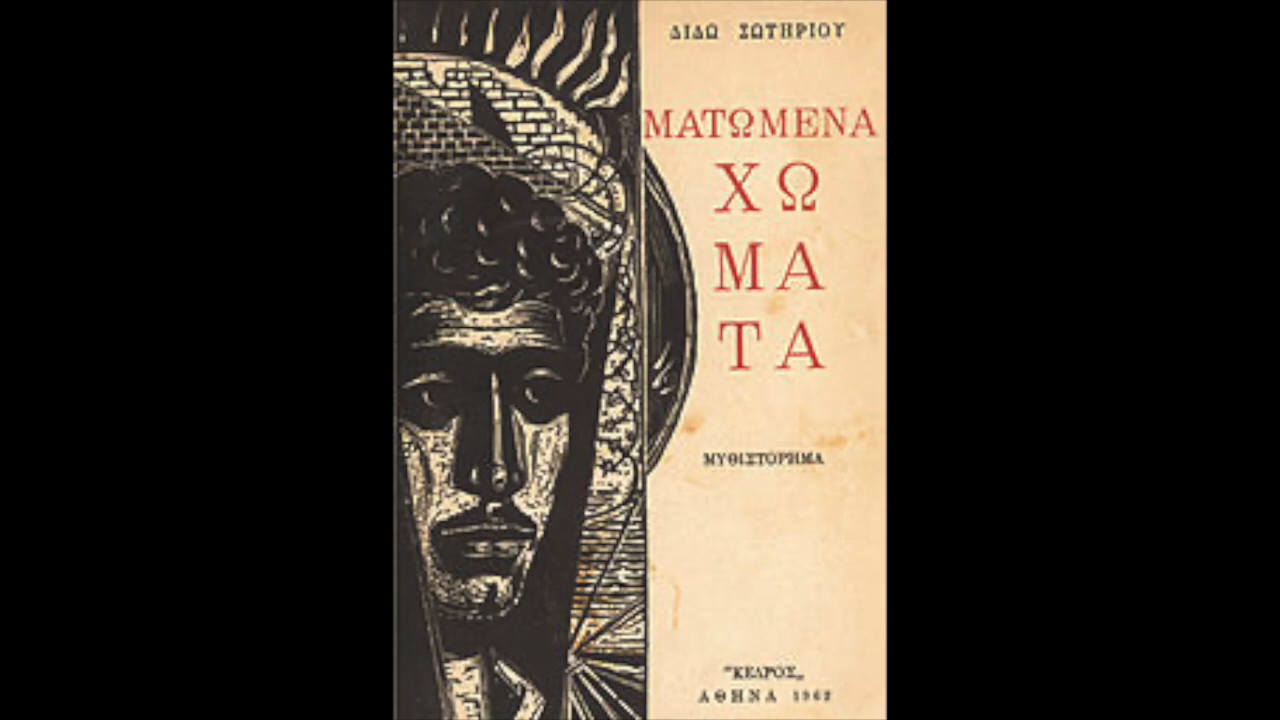 ΔΙΔΩ ΣΩΤΗΡΙΟΥ
ΜΑΤΩΜΕΝΑ
ΧΩ
ΜΑ
ΤΑ
ΜΥΘΙΣΤΟΡΗΜΑ
"ΚΕΔΡΟΣ„
ΑΘΗΝΑ 1962